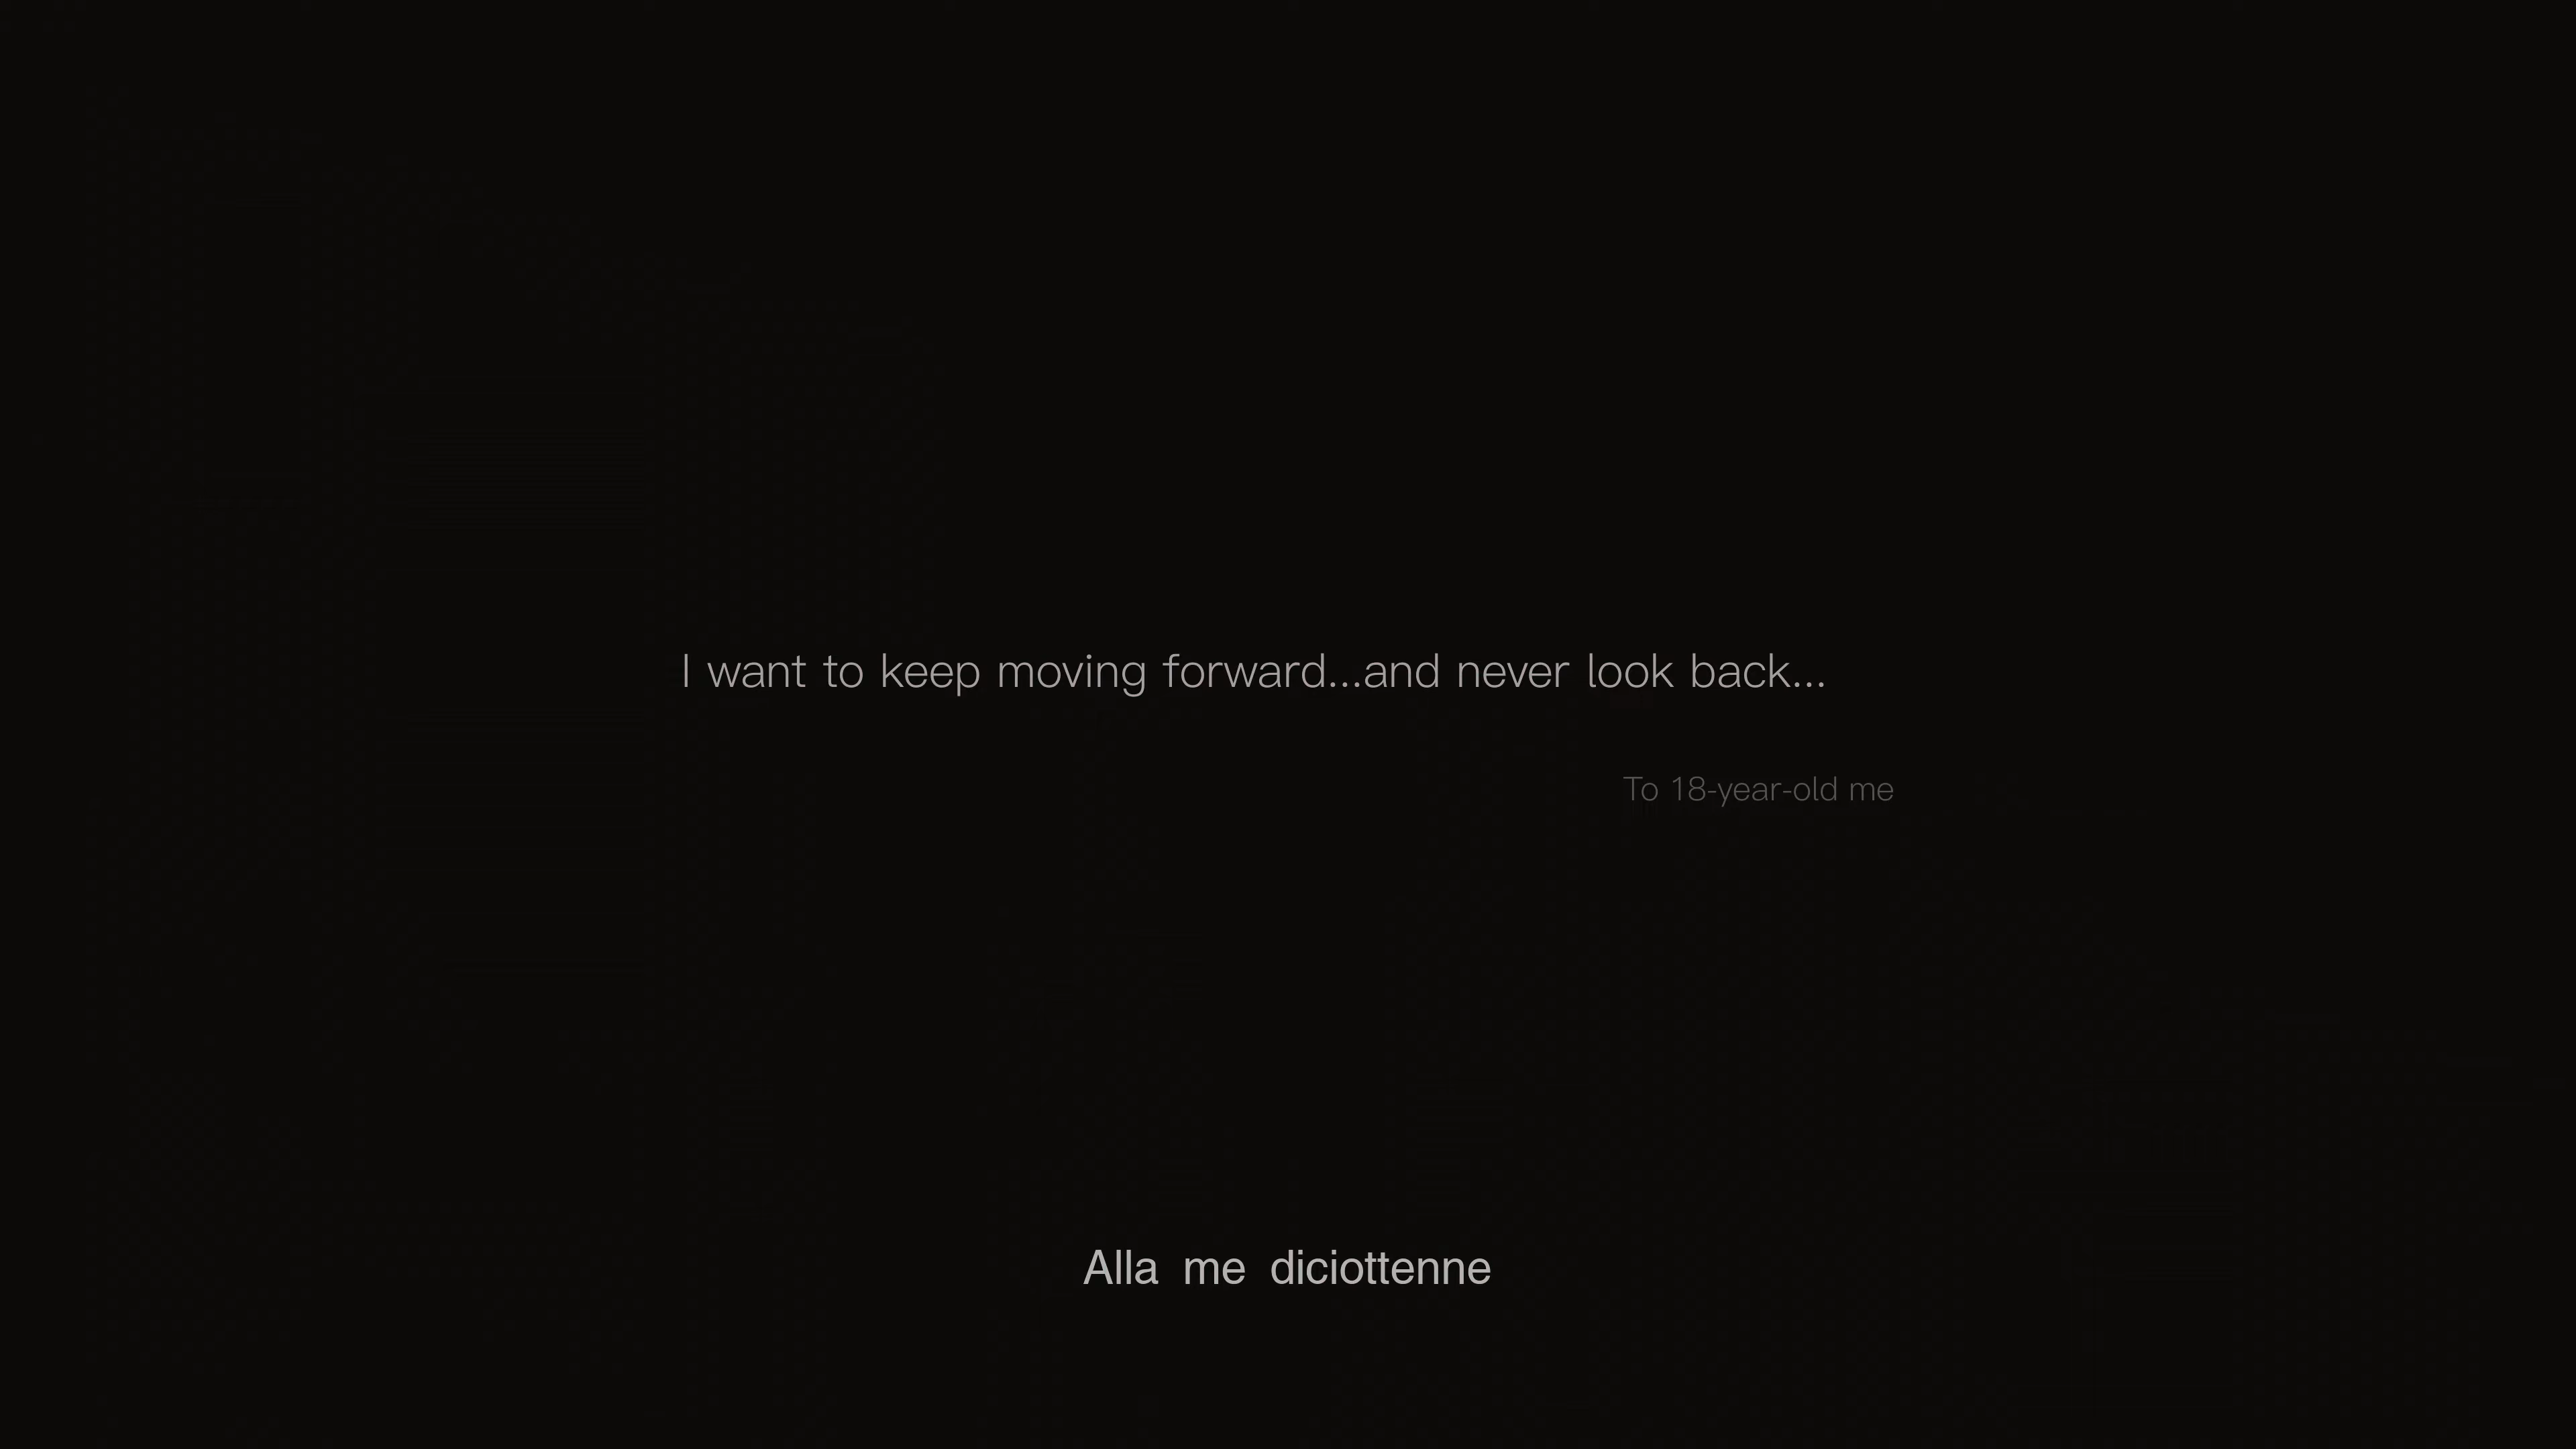 I want to keep moving forward...and never look back...
To 18-year-old me
Alla me diciottenne